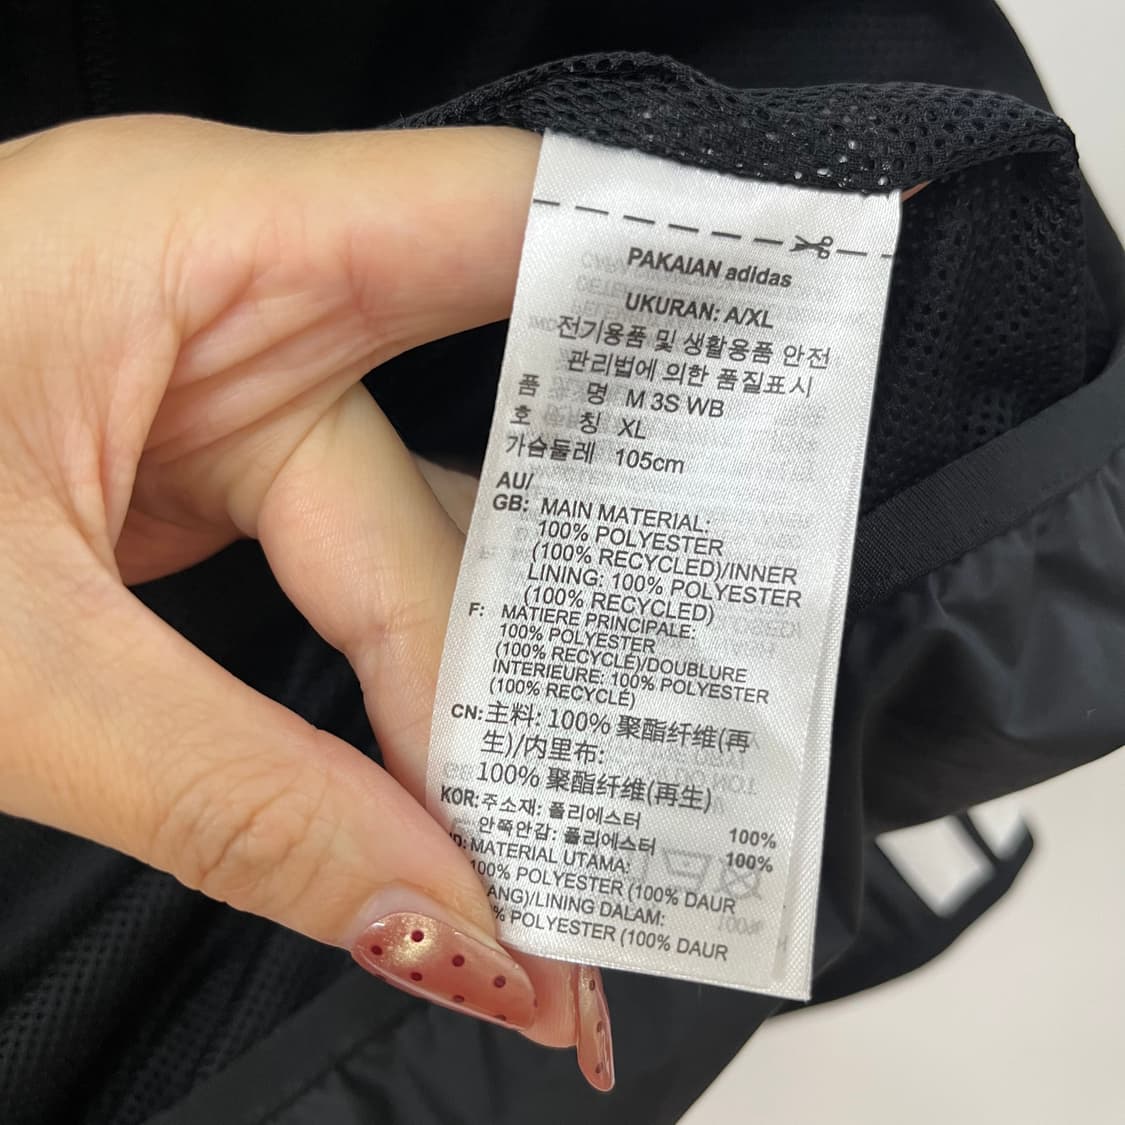 PAKAIAN adidas
UKURAN: A/XL
전기용품 및 생활용품 안전
관리법에 의한 품질표시
품 명 M 3S WB
호 칭 XL
가슴둘레 105cm
AU/
GB: MAIN MATERIAL:
100% POLYESTER
(100% RECYCLED)/INNER
LINING: 100% POLYESTER
(100% RECYCLED)
F: MATIERE PRINCIPALE:
100% POLYESTER
(100% RECYCLÉ)/DOUBLURE
INTERIEURE: 100% POLYESTER
(100% RECYCLÉ)
CN: 主料: 100% 聚酯纤维(再
生)/内里布:
100% 聚酯纤维(再生)
KOR: 주소재: 폴리에스터 100%
안쪽안감: 폴리에스터 100%
MATERIAL UTAMA:
100% POLYESTER (100% DAUR
ANG)/LINING DALAM:
% POLYESTER (100% DAUR